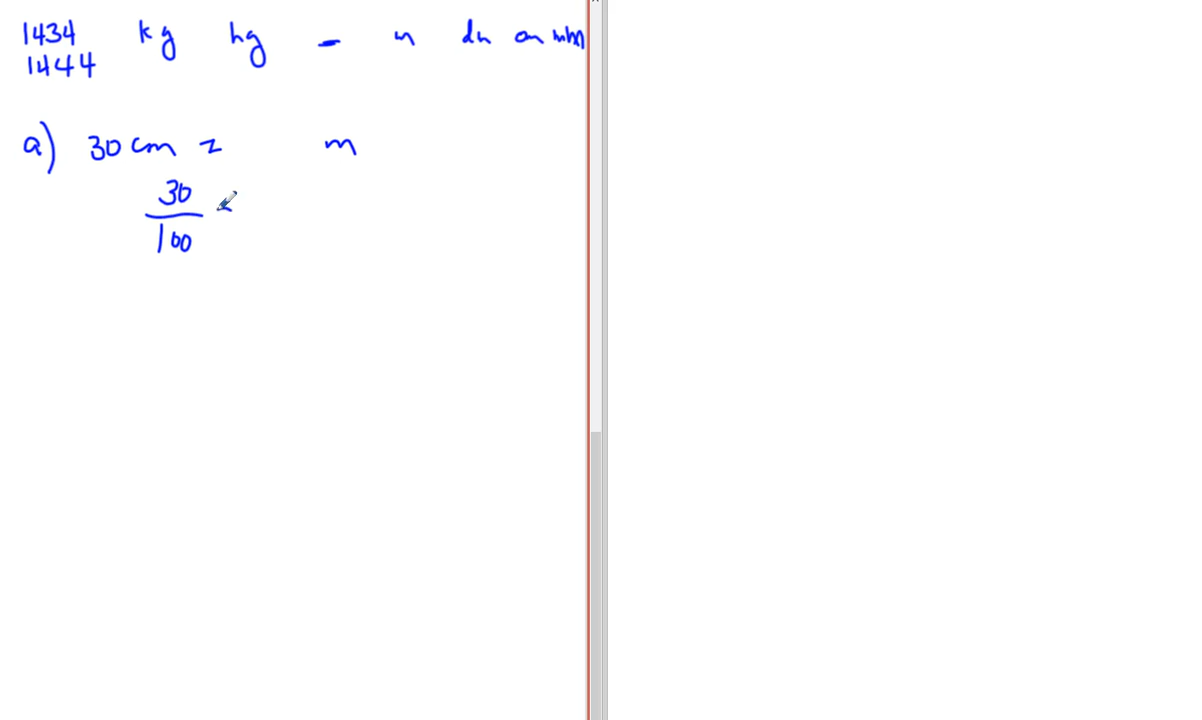 1434 kg hg - m dm cm mm
1444
a) 30 cm = m
30
100 =